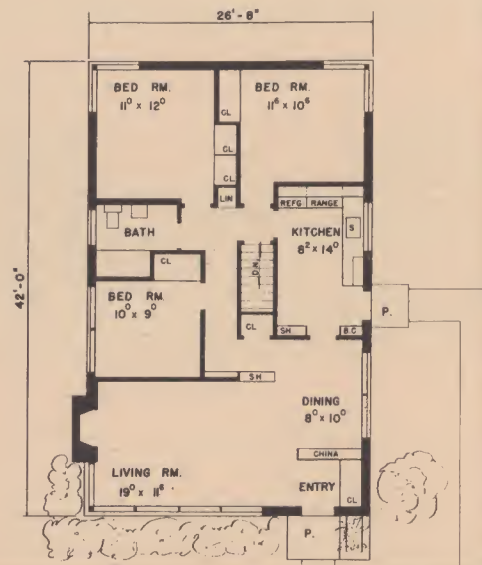 26'-8"
42'-0"
BED RM.
11⁰ x 12⁰
CL
BED RM.
11⁶ x 10⁶
CL
CL
LIN
REFG
RANGE
BATH
KITCHEN
8² x 14⁰
S
CL
D.N.
BED RM.
10⁰ x 9⁰
P.
CL
SH
B.C
SH
DINING
8⁰ x 10⁰
CHINA
LIVING RM.
19⁰ x 11⁶
ENTRY
CL
P.